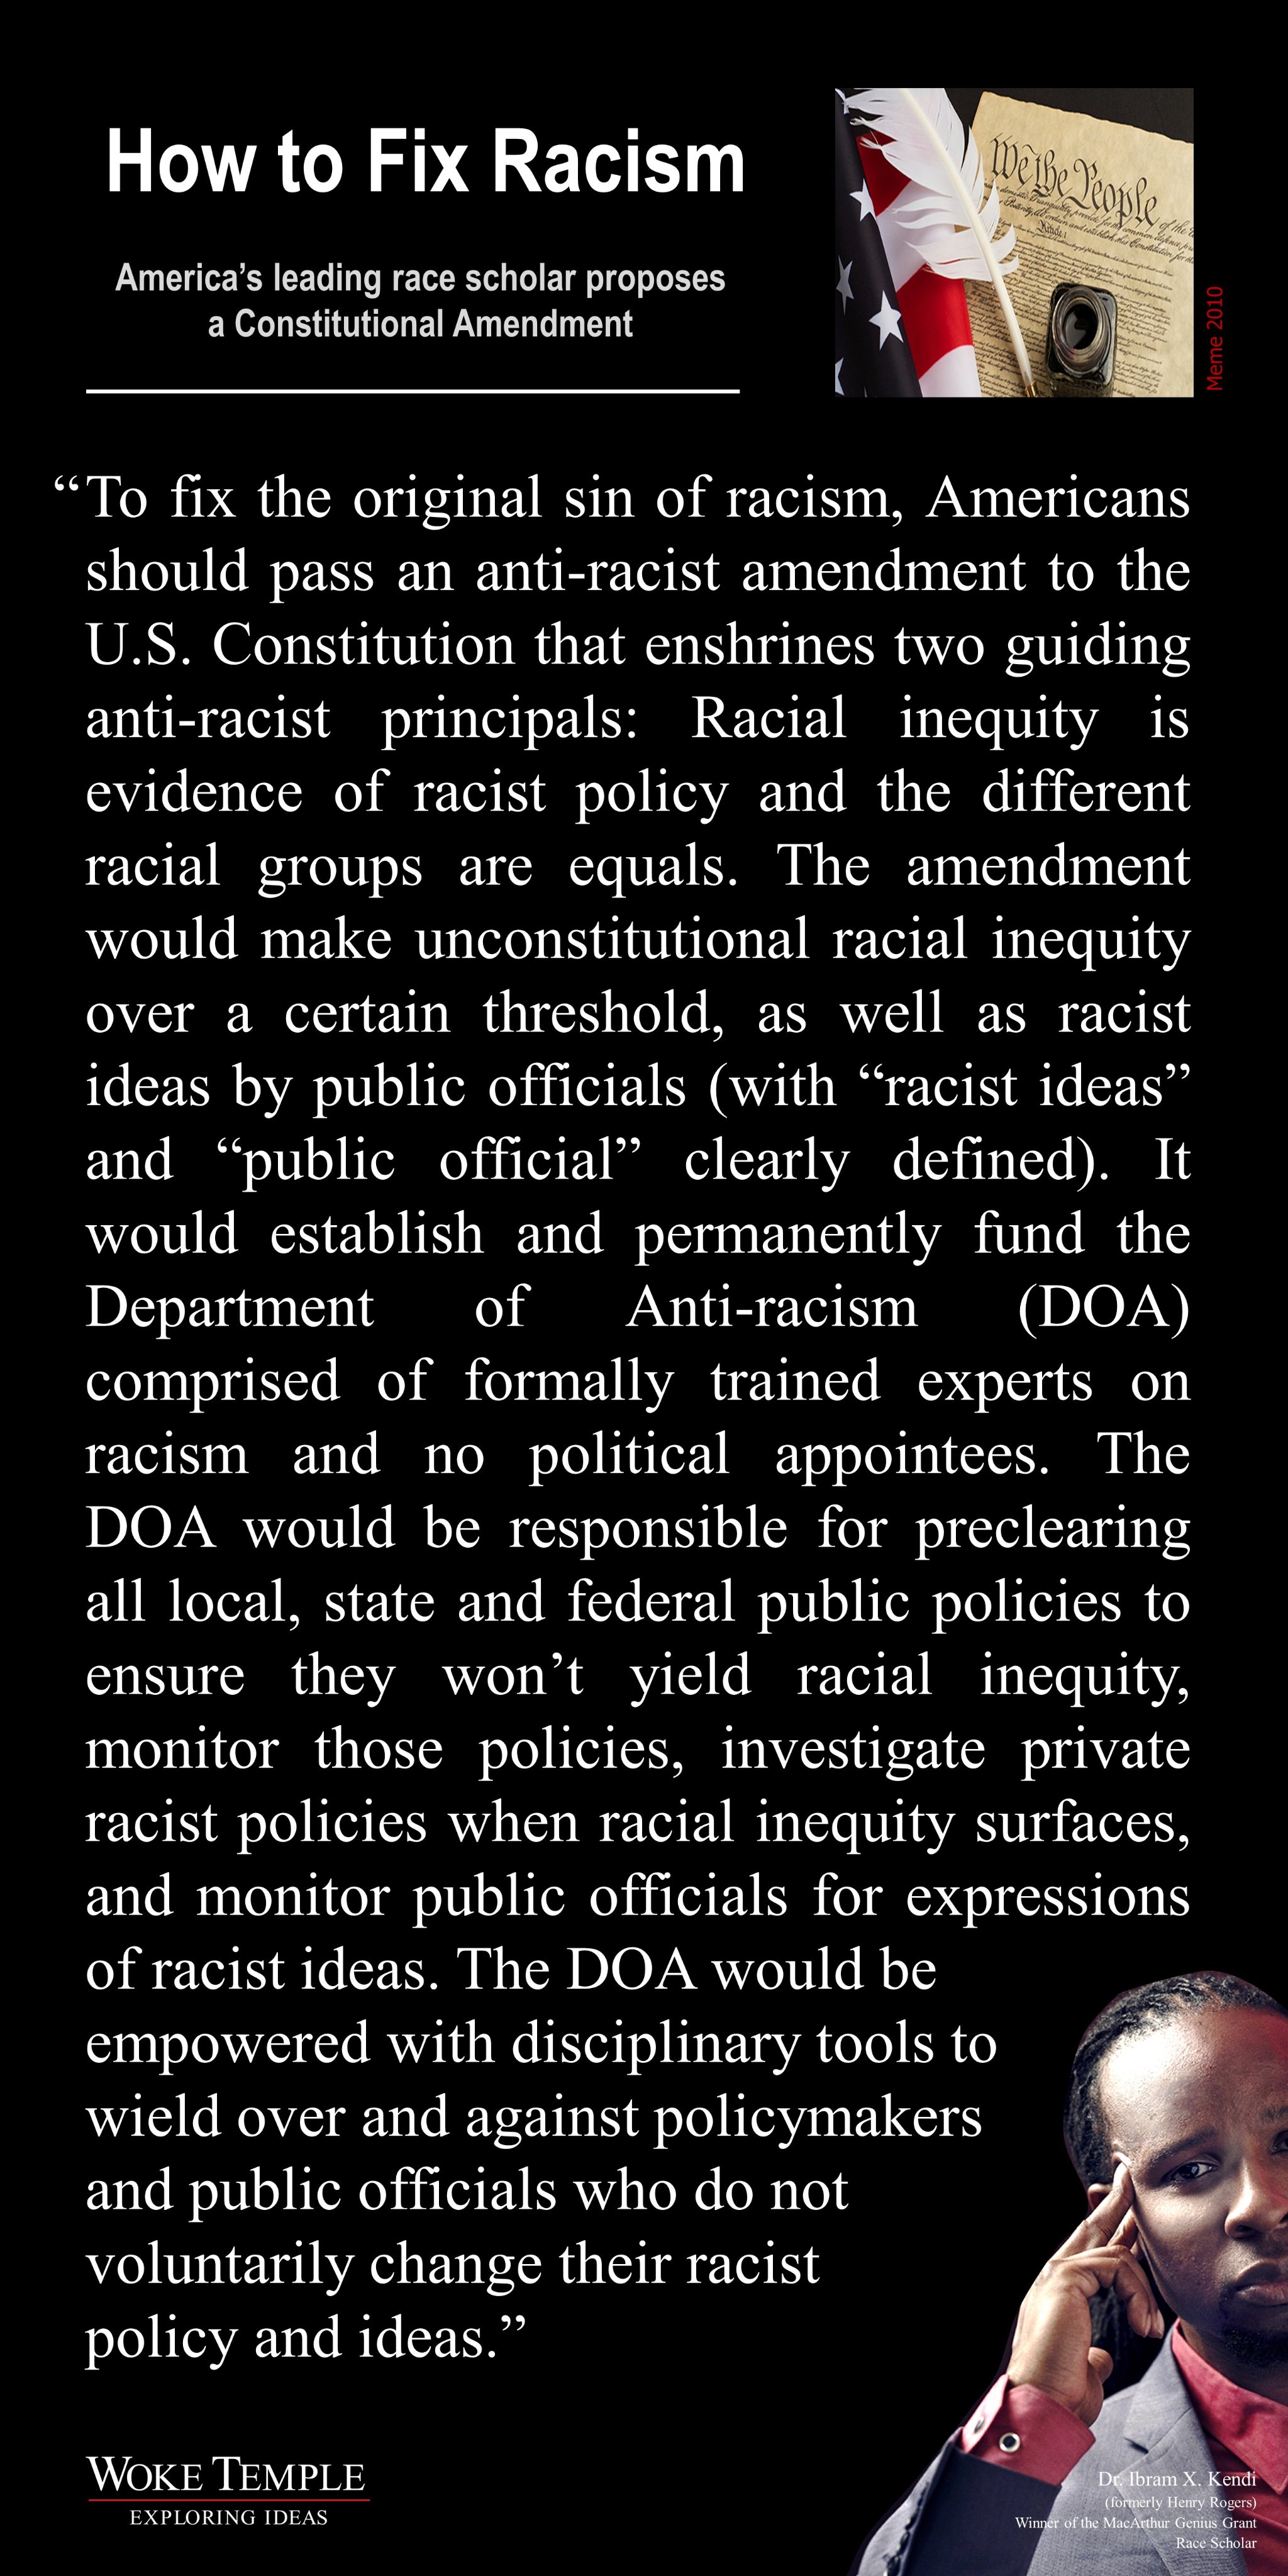 How to Fix Racism
America’s leading race scholar proposes
a Constitutional Amendment
We the People
Article I
Meme 2010
“To fix the original sin of racism, Americans
should pass an anti-racist amendment to the
U.S. Constitution that enshrines two guiding
anti-racist principals: Racial inequity is
evidence of racist policy and the different
racial groups are equals. The amendment
would make unconstitutional racial inequity
over a certain threshold, as well as racist
ideas by public officials (with “racist ideas”
and “public official” clearly defined). It
would establish and permanently fund the
Department of Anti-racism (DOA)
comprised of formally trained experts on
racism and no political appointees. The
DOA would be responsible for preclearing
all local, state and federal public policies to
ensure they won’t yield racial inequity,
monitor those policies, investigate private
racist policies when racial inequity surfaces,
and monitor public officials for expressions
of racist ideas. The DOA would be
empowered with disciplinary tools to
wield over and against policymakers
and public officials who do not
voluntarily change their racist
policy and ideas.”
WOKE TEMPLE
EXPLORING IDEAS
Dr. Ibram X. Kendi
(formerly Henry Rogers)
Winner of the MacArthur Genius Grant
Race Scholar